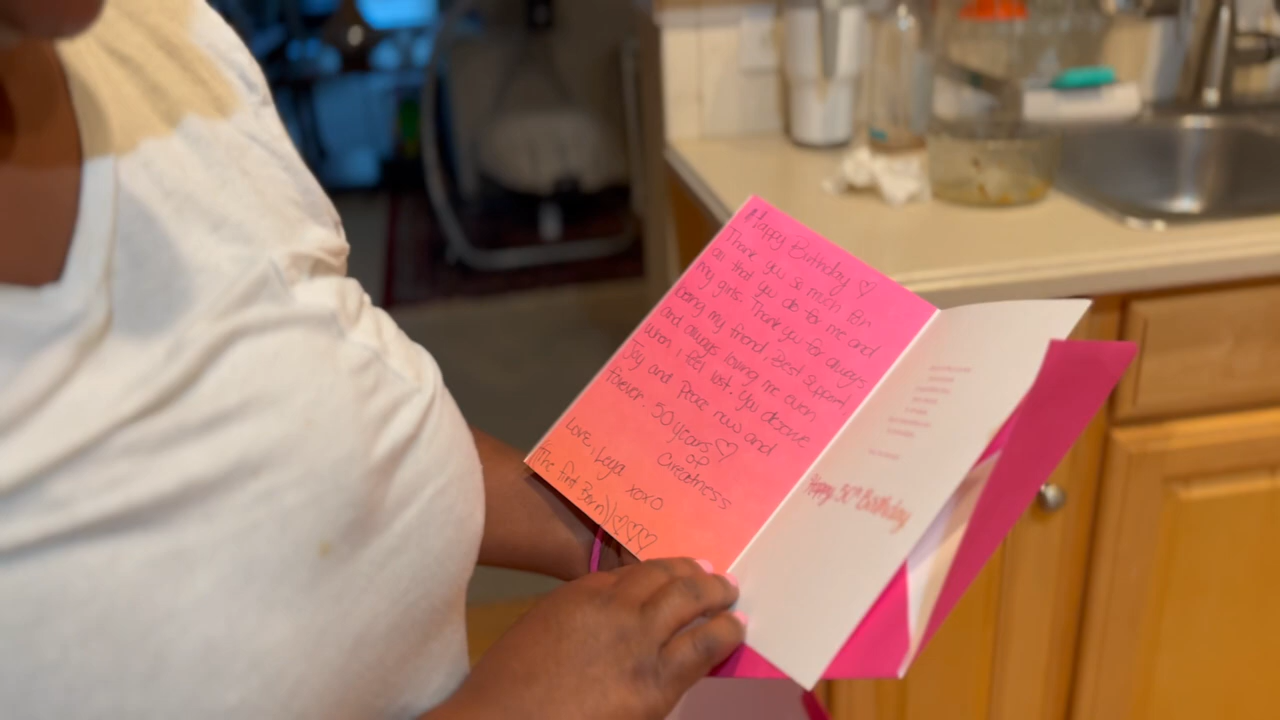 Happy Birthday ♡
Thank you so much for
all that you do for me and
my girls. Thank you for always
being my friend, Best support
and always loving me even
when i feel lost. You deserve
Joy and Peace now and
forever. 50 years ♡
of
Greatness
Love, Leya xoxo
(The First Born) ♡♡♡
Happy 50th Birthday